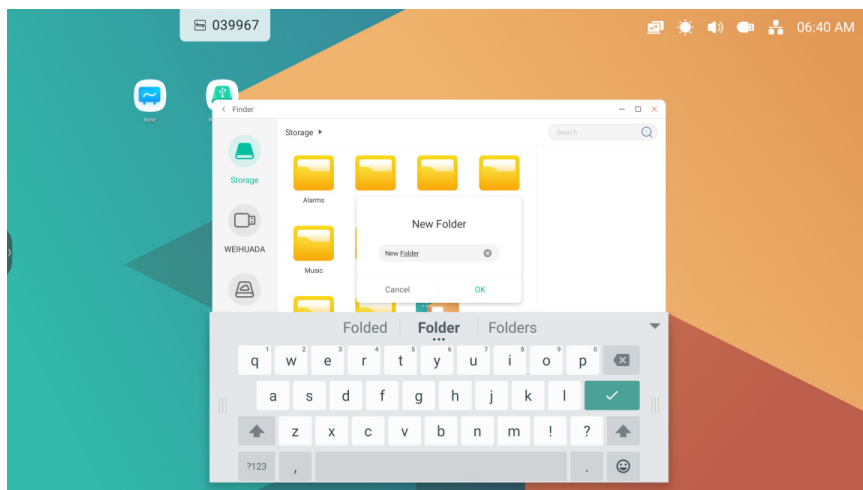 039967
06:40 AM
Note
Finder
Storage
Search
Storage
Alarms
New Folder
WEIHUADA
New Folder
Music
Cancel OK
Folded Folder Folders
q 1 w 2 e 3 r 4 t 5 y 6 u 7 i 8 o 9 p 0
a s d f g h j k l
z x c v b n m ! ?
?123 , .